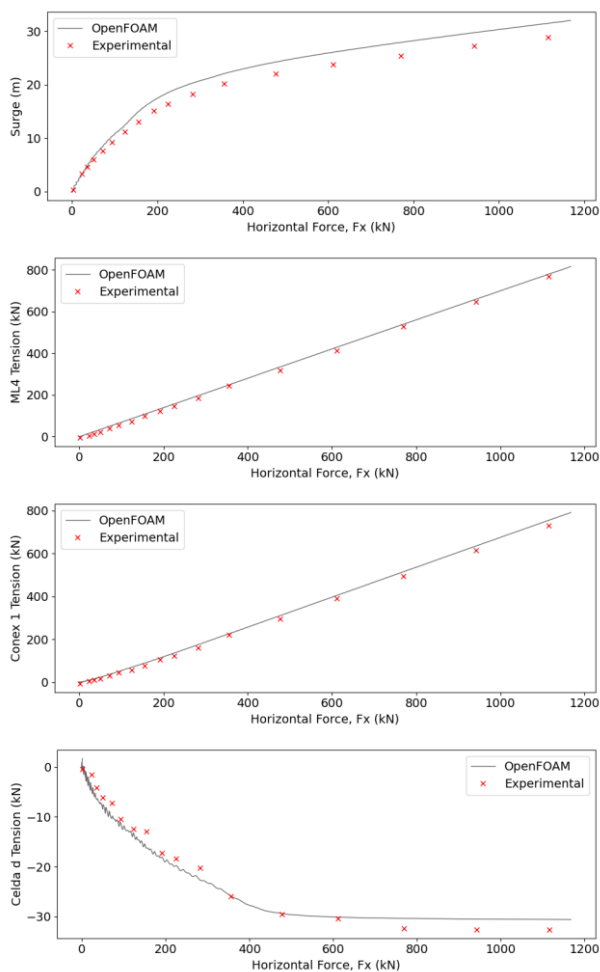 30
20
10
0
Surge (m)
OpenFOAM
Experimental
0 200 400 600 800 1000 1200
Horizontal Force, Fx (kN)
800
600
400
200
0
ML4 Tension (kN)
OpenFOAM
Experimental
0 200 400 600 800 1000 1200
Horizontal Force, Fx (kN)
800
600
400
200
0
Conex 1 Tension (kN)
OpenFOAM
Experimental
0 200 400 600 800 1000 1200
Horizontal Force, Fx (kN)
0
−10
−20
−30
Celda d Tension (kN)
OpenFOAM
Experimental
0 200 400 600 800 1000 1200
Horizontal Force, Fx (kN)